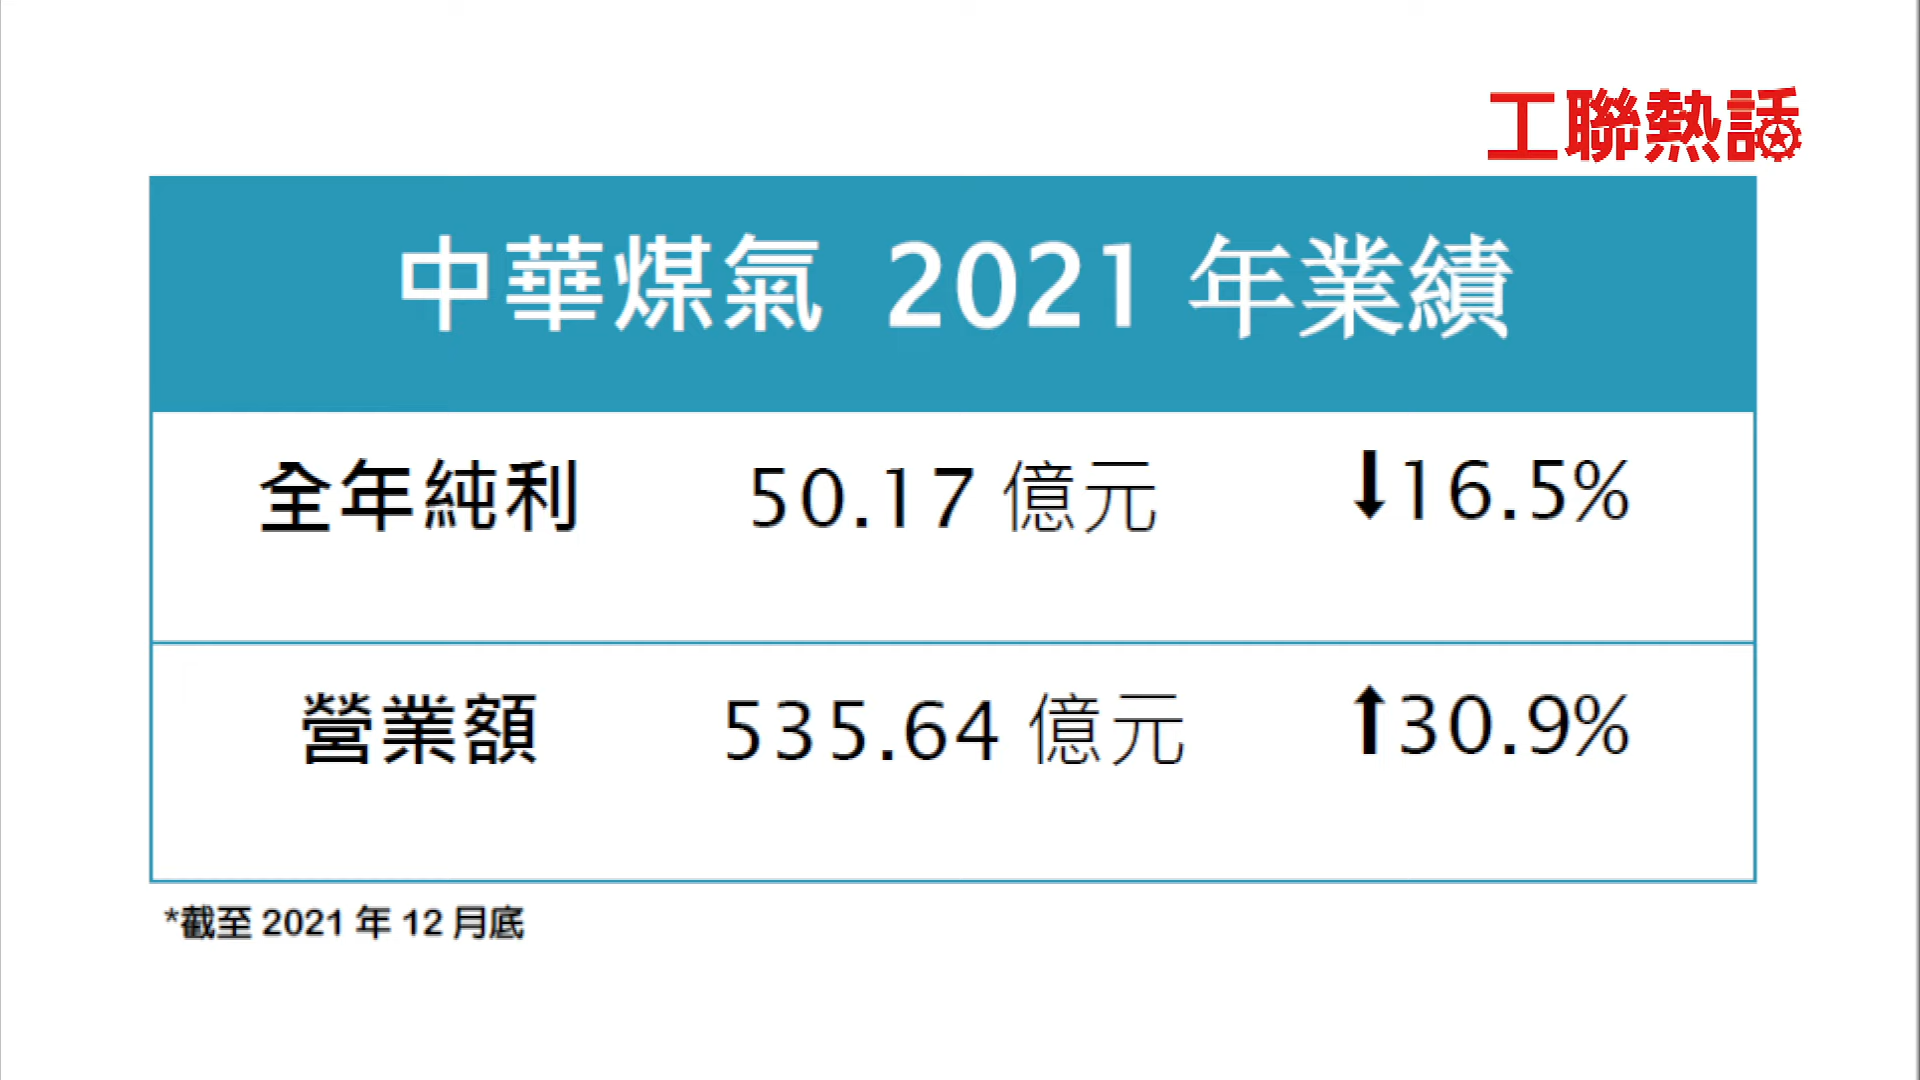 工聯熱話
中華煤氣 2021 年業績
全年純利 50.17 億元 ⬇16.5%
營業額 535.64 億元 ⬆30.9%
*截至 2021 年 12 月底